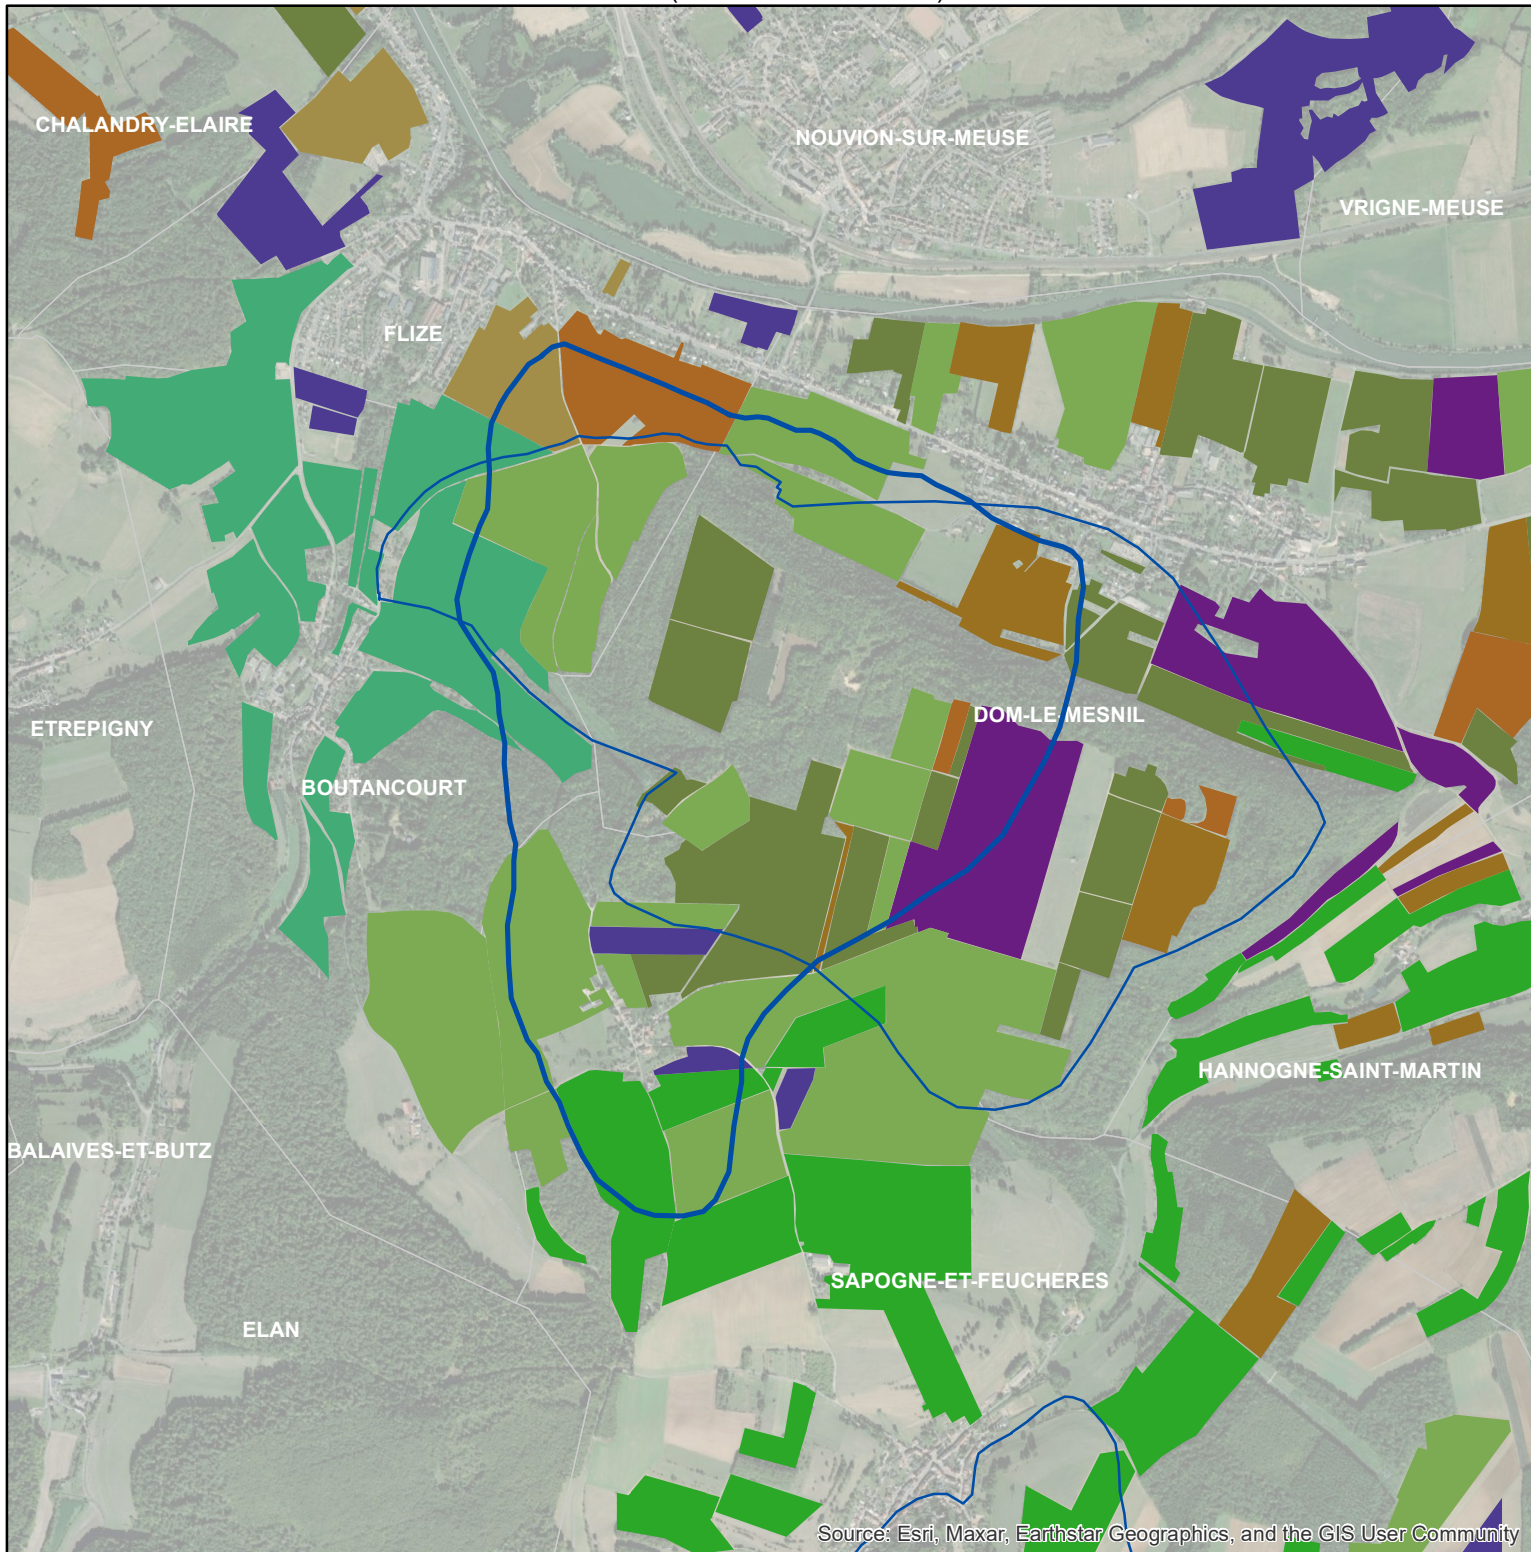 CHALANDRY-ELAIRE
NOUVION-SUR-MEUSE
VRIGNE-MEUSE
FLIZE
DOM-LE-MESNIL
ETREPIGNY
BOUTANCOURT
HANNOGNE-SAINT-MARTIN
BALAIVES-ET-BUTZ
SAPOGNE-ET-FEUCHERES
ELAN
Source: Esri, Maxar, Earthstar Geographics, and the GIS User Community